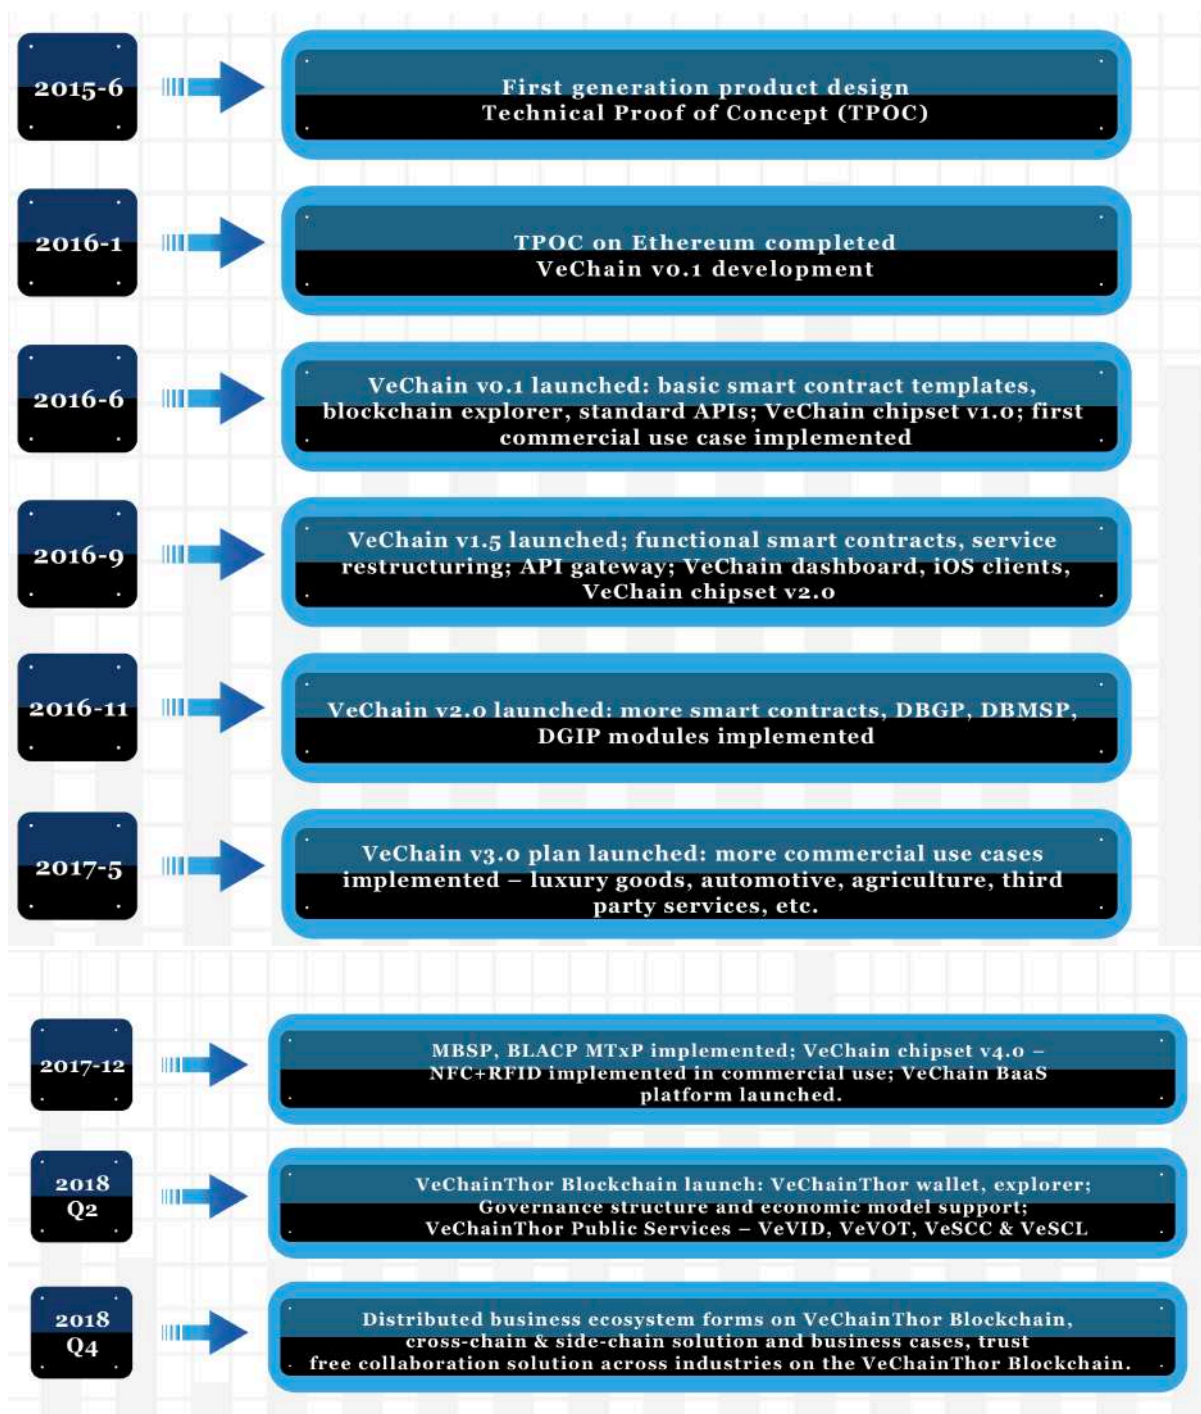 2015-6
First generation product design
Technical Proof of Concept (TPOC)
2016-1
TPOC on Ethereum completed
VeChain v0.1 development
2016-6
VeChain v0.1 launched: basic smart contract templates,
blockchain explorer, standard APIs; VeChain chipset v1.0; first
commercial use case implemented
2016-9
VeChain v1.5 launched; functional smart contracts, service
restructuring; API gateway; VeChain dashboard, iOS clients,
VeChain chipset v2.0
2016-11
VeChain v2.0 launched: more smart contracts, DBGP, DBMSP,
DGIP modules implemented
2017-5
VeChain v3.0 plan launched: more commercial use cases
implemented – luxury goods, automotive, agriculture, third
party services, etc.
2017-12
MBSP, BLACP MTxP implemented; VeChain chipset v4.0 –
NFC+RFID implemented in commercial use; VeChain BaaS
platform launched.
2018
Q2
VeChainThor Blockchain launch: VeChainThor wallet, explorer;
Governance structure and economic model support;
VeChainThor Public Services – VeVID, VeVOT, VeSCC & VeSCL
2018
Q4
Distributed business ecosystem forms on VeChainThor Blockchain,
cross-chain & side-chain solution and business cases, trust
free collaboration solution across industries on the VeChainThor Blockchain.